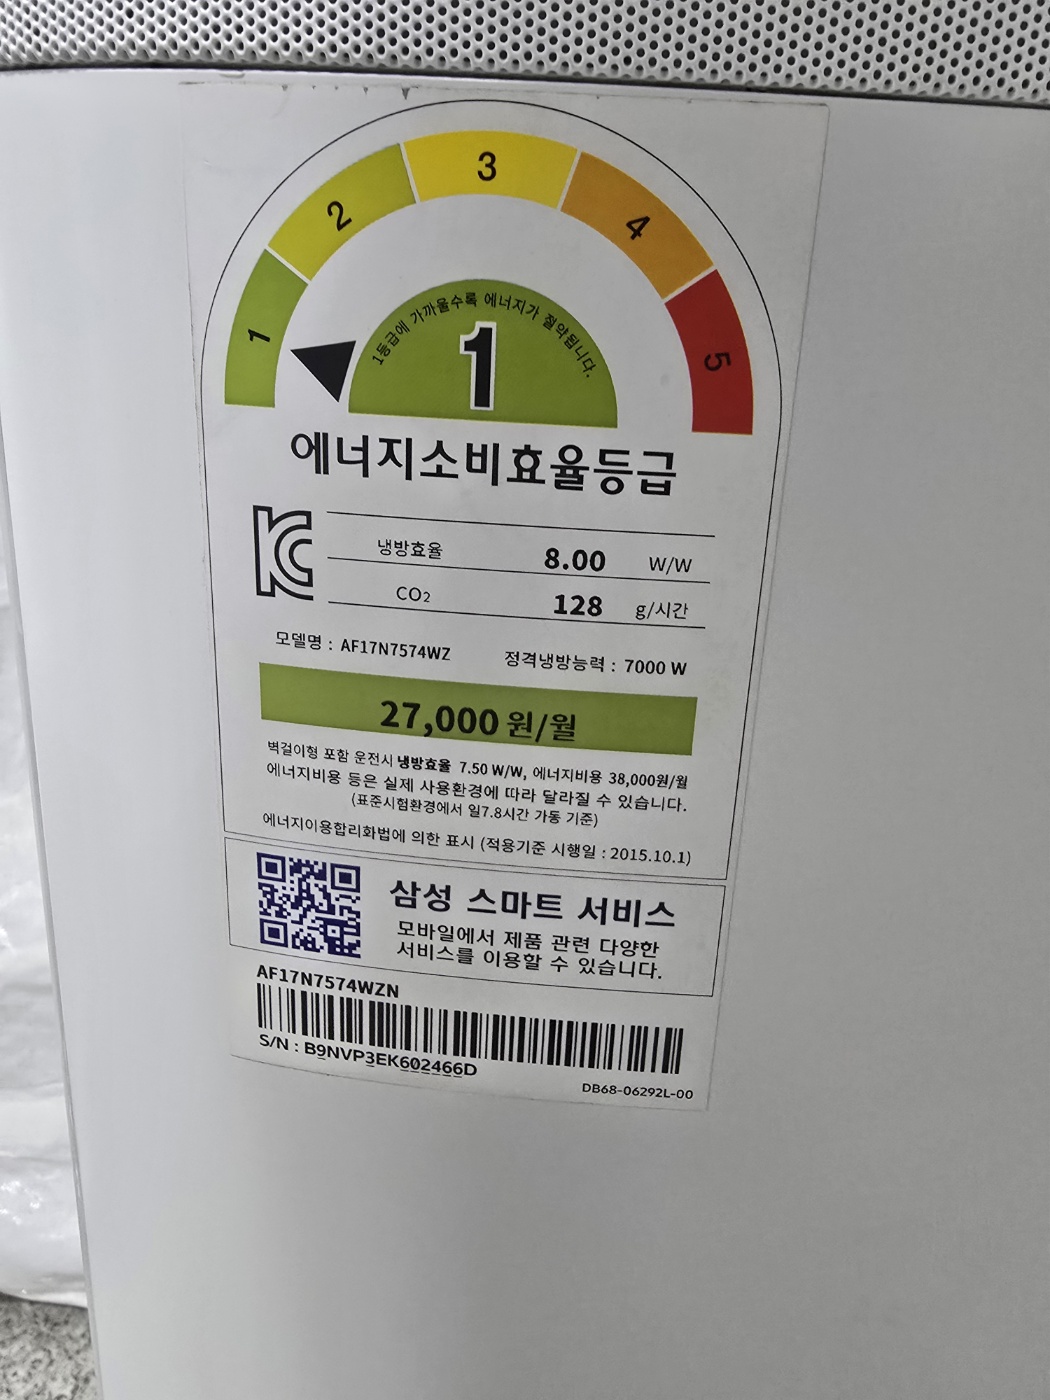 1
2
3
4
5
1등급에 가까울수록 에너지가 절약됩니다.
1
에너지소비효율등급
냉방효율 8.00 W/W
CO₂ 128 g/시간
모델명 : AF17N7574WZ 정격냉방능력 : 7000 W
27,000 원/월
벽걸이형 포함 운전시 냉방효율 7.50 W/W, 에너지비용 38,000원/월
에너지비용 등은 실제 사용환경에 따라 달라질 수 있습니다.
(표준시험환경에서 일7.8시간 가동 기준)
에너지이용합리화법에 의한 표시 (적용기준 시행일 : 2015.10.1)
삼성 스마트 서비스
모바일에서 제품 관련 다양한
서비스를 이용할 수 있습니다.
AF17N7574WZN
S/N : B9NVP3EK602466D
DB68-06292L-00